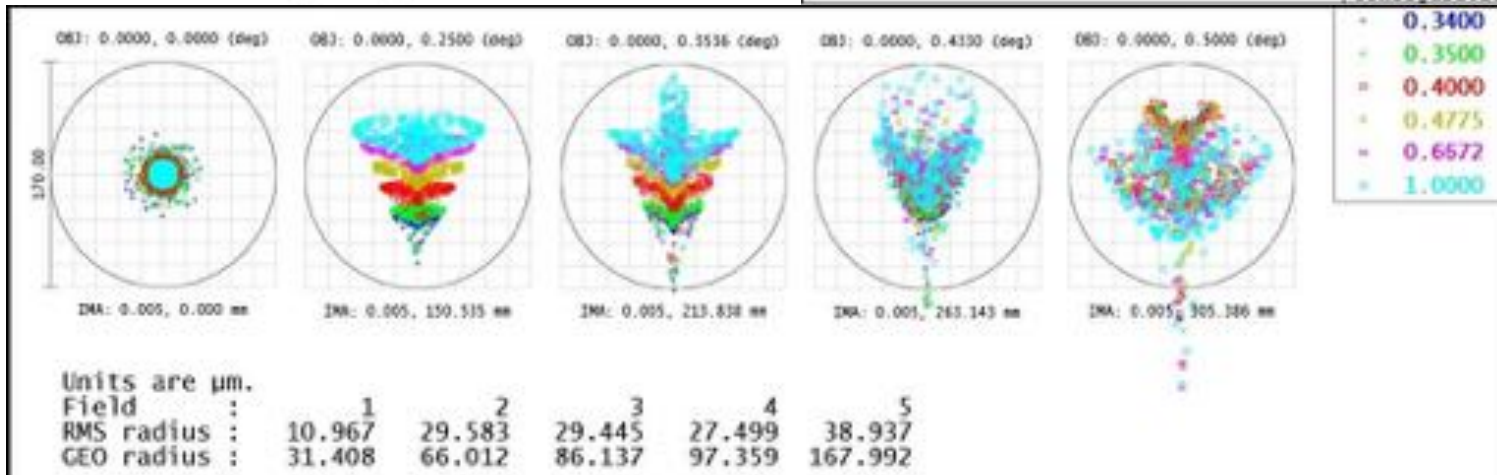 0.3400
OBJ: 0.0000, 0.0000 (deg) OBJ: 0.0000, 0.2500 (deg) OBJ: 0.0000, 0.3536 (deg) OBJ: 0.0000, 0.4330 (deg) OBJ: 0.0000, 0.5000 (deg)
0.3500
0.4000
0.4775
0.6672
1.0000
170.00
IMA: 0.005, 0.000 mm IMA: 0.005, 150.535 mm IMA: 0.005, 213.838 mm IMA: 0.005, 263.143 mm IMA: 0.005, 305.386 mm
Units are µm.
Field : 1 2 3 4 5
RMS radius : 10.967 29.583 29.445 27.499 38.937
GEO radius : 31.408 66.012 86.137 97.359 167.992